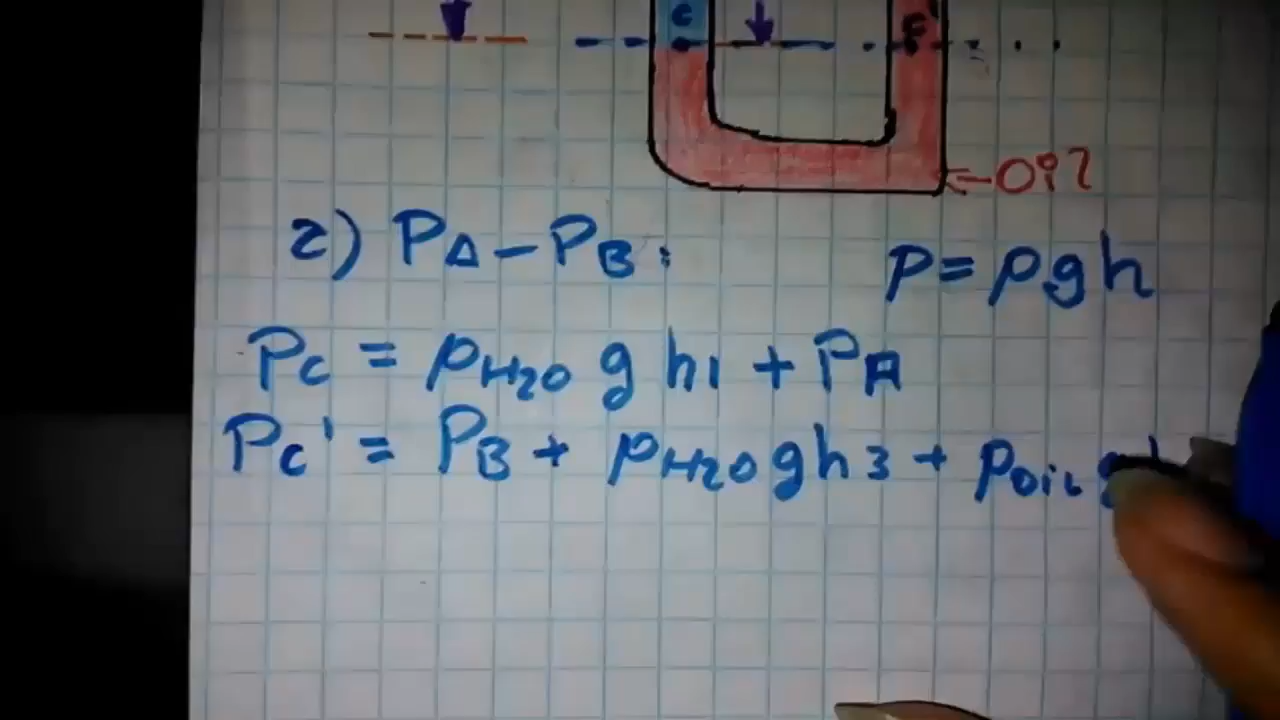 c c'
←Oil
2) PA-PB:
P=ρgh
Pc = ρH2O g h1 + PA
Pc' = PB + ρH2O g h3 + ρOiL g